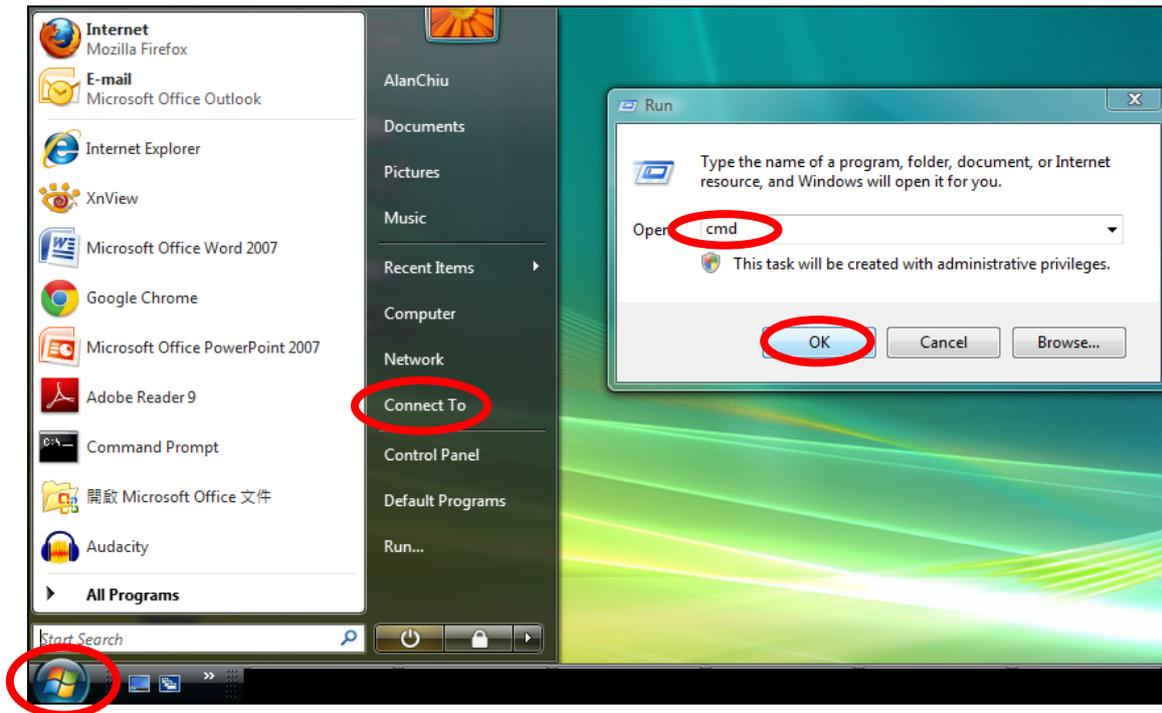 Internet
Mozilla Firefox
E-mail
Microsoft Office Outlook
Internet Explorer
XnView
Microsoft Office Word 2007
Google Chrome
Microsoft Office PowerPoint 2007
Adobe Reader 9
C:\
Command Prompt
開啟 Microsoft Office 文件
Audacity
All Programs
Start Search
AlanChiu
Documents
Pictures
Music
Recent Items
Computer
Network
Connect To
Control Panel
Default Programs
Run...
Run
Type the name of a program, folder, document, or Internet
resource, and Windows will open it for you.
Open
cmd
This task will be created with administrative privileges.
OK
Cancel
Browse...